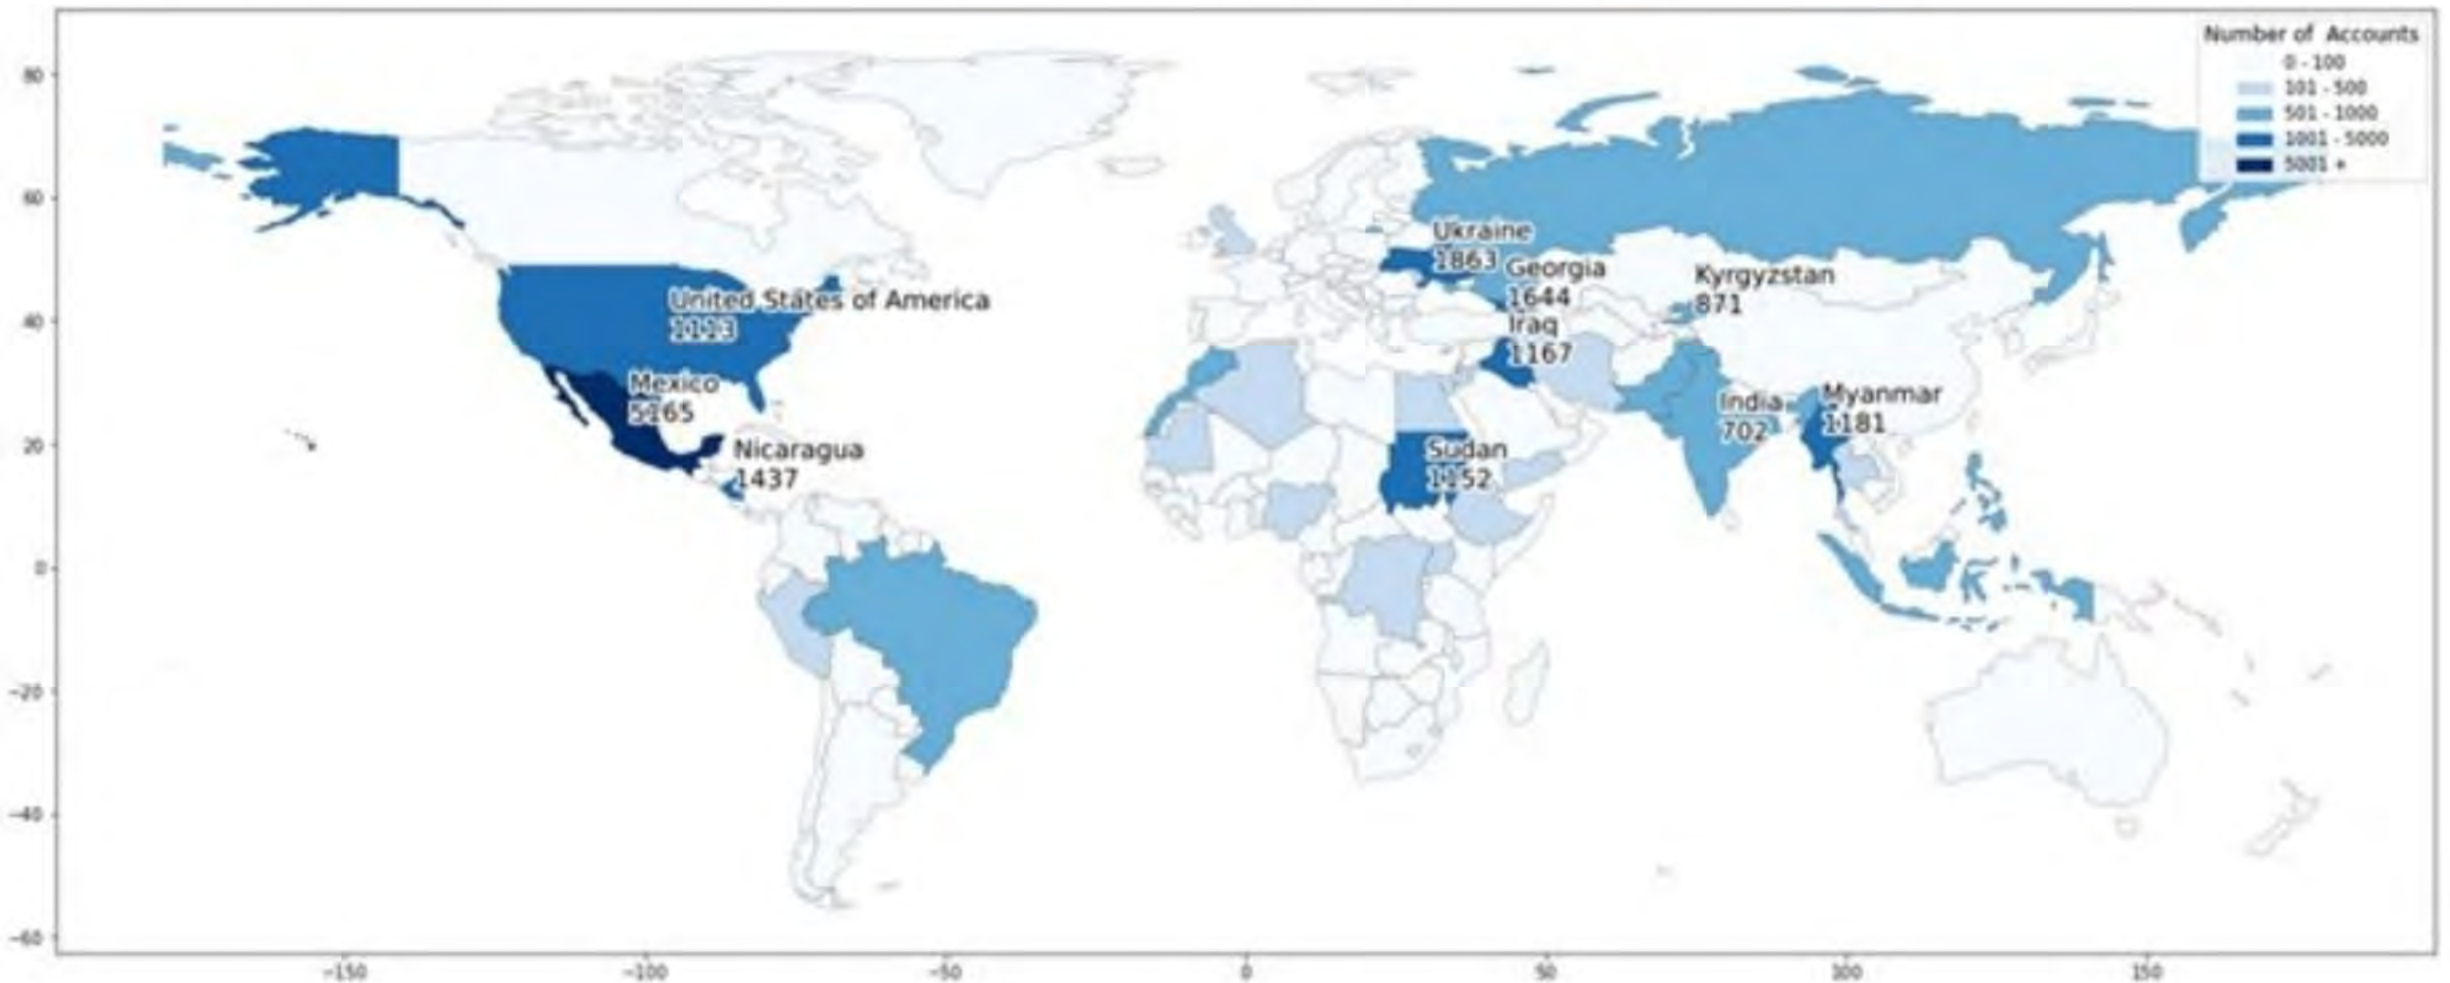 Number of Accounts
0 - 100
101 - 500
501 - 1000
1001 - 5000
5001 +
80
60
40
20
0
-20
-40
-60
Ukraine
1863
Georgia
1644
Kyrgyzstan
871
United States of America
1113
Iraq
1167
Mexico
5165
India
702
Myanmar
1181
Nicaragua
1437
Sudan
1152
-150
-100
-50
0
50
100
150